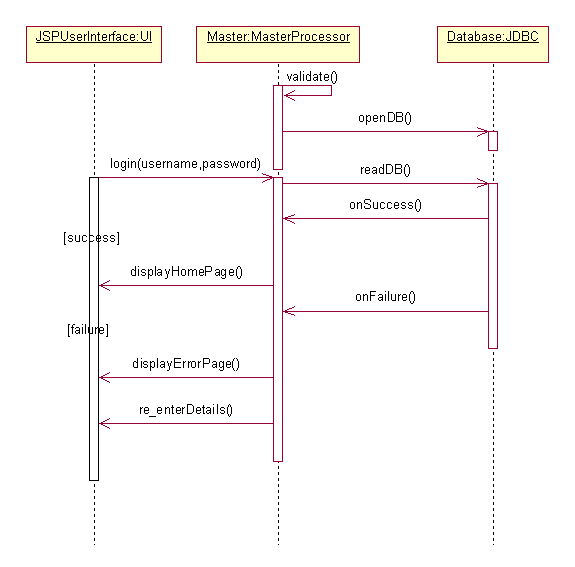 JSPUserInterface:UI
Master:MasterProcessor
Database:JDBC
validate()
openDB()
login(username,password)
readDB()
onSuccess()
[success]
displayHomePage()
onFailure()
[failure]
displayErrorPage()
re_enterDetails()